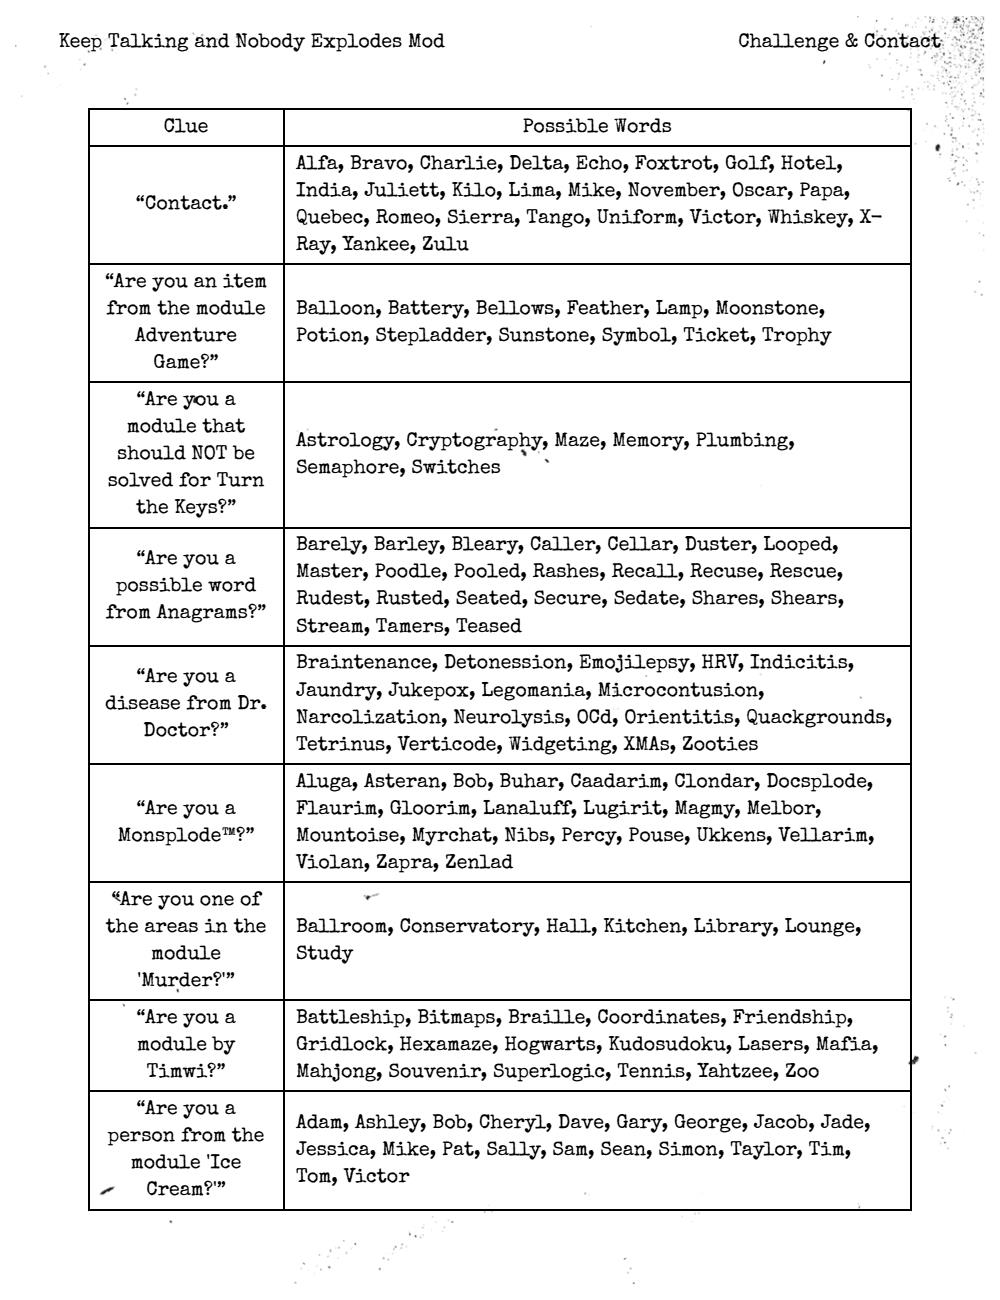 Keep Talking and Nobody Explodes Mod
Challenge & Contact
Clue
Possible Words
“Contact.”
Alfa, Bravo, Charlie, Delta, Echo, Foxtrot, Golf, Hotel,
India, Juliett, Kilo, Lima, Mike, November, Oscar, Papa,
Quebec, Romeo, Sierra, Tango, Uniform, Victor, Whiskey, X-
Ray, Yankee, Zulu
“Are you an item
from the module
Adventure
Game?”
Balloon, Battery, Bellows, Feather, Lamp, Moonstone,
Potion, Stepladder, Sunstone, Symbol, Ticket, Trophy
“Are you a
module that
should NOT be
solved for Turn
the Keys?”
Astrology, Cryptography, Maze, Memory, Plumbing,
Semaphore, Switches
“Are you a
possible word
from Anagrams?”
Barely, Barley, Bleary, Caller, Cellar, Duster, Looped,
Master, Poodle, Pooled, Rashes, Recall, Recuse, Rescue,
Rudest, Rusted, Seated, Secure, Sedate, Shares, Shears,
Stream, Tamers, Teased
“Are you a
disease from Dr.
Doctor?”
Braintenance, Detonession, Emojilepsy, HRV, Indicitis,
Jaundry, Jukepox, Legomania, Microcontusion,
Narcolization, Neurolysis, OCd, Orientitis, Quackgrounds,
Tetrinus, Verticode, Widgeting, XMAs, Zooties
“Are you a
Monsplode™?”
Aluga, Asteran, Bob, Buhar, Caadarim, Clondar, Docsplode,
Flaurim, Gloorim, Lanaluff, Lugirit, Magmy, Melbor,
Mountoise, Myrchat, Nibs, Percy, Pouse, Ukkens, Vellarim,
Violan, Zapra, Zenlad
“Are you one of
the areas in the
module
'Murder?'”
Ballroom, Conservatory, Hall, Kitchen, Library, Lounge,
Study
“Are you a
module by
Timwi?”
Battleship, Bitmaps, Braille, Coordinates, Friendship,
Gridlock, Hexamaze, Hogwarts, Kudosudoku, Lasers, Mafia,
Mahjong, Souvenir, Superlogic, Tennis, Yahtzee, Zoo
“Are you a
person from the
module 'Ice
Cream?'”
Adam, Ashley, Bob, Cheryl, Dave, Gary, George, Jacob, Jade,
Jessica, Mike, Pat, Sally, Sam, Sean, Simon, Taylor, Tim,
Tom, Victor